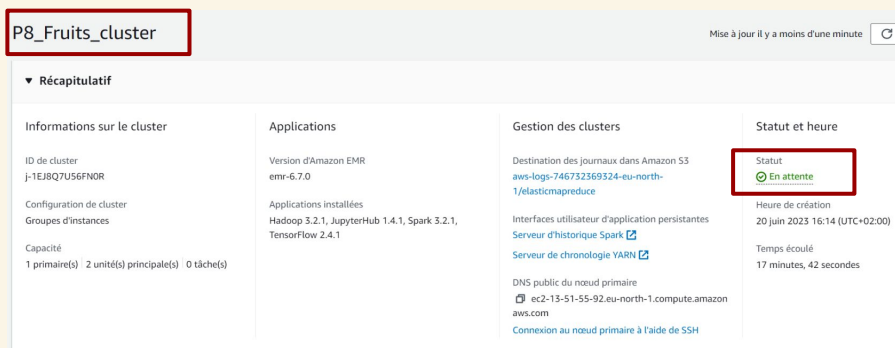 P8_Fruits_cluster
Mise à jour il y a moins d'une minute
Récapitulatif
Informations sur le cluster
ID de cluster
j-1EJ8Q7U56FN0R
Configuration de cluster
Groupes d'instances
Capacité
1 primaire(s) | 2 unité(s) principale(s) | 0 tâche(s)
Applications
Version d'Amazon EMR
emr-6.7.0
Applications installées
Hadoop 3.2.1, JupyterHub 1.4.1, Spark 3.2.1,
TensorFlow 2.4.1
Gestion des clusters
Destination des journaux dans Amazon S3
aws-logs-746732369324-eu-north-
1/elasticmapreduce
Interfaces utilisateur d'application persistantes
Serveur d'historique Spark
Serveur de chronologie YARN
DNS public du nœud primaire
ec2-13-51-55-92.eu-north-1.compute.amazon
aws.com
Connexion au nœud primaire à l'aide de SSH
Statut et heure
Statut
En attente
Heure de création
20 juin 2023 16:14 (UTC+02:00)
Temps écoulé
17 minutes, 42 secondes